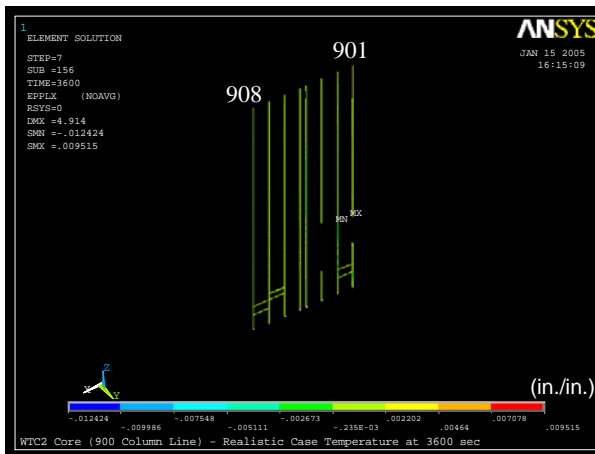 1
ELEMENT SOLUTION
STEP=7
SUB =156
TIME=3600
EPPLX (NOAVG)
RSYS=0
DMX =4.914
SMN =-.012424
SMX =.009515
ANSYS
JAN 15 2005
16:15:09
901
908
MN
MX
Z
X
Y
(in./in.)
-.012424 -.007548 -.002673 .002202 .007078
-.009986 -.005111 -.235E-03 .00464 .009515
WTC2 Core (900 Column Line) - Realistic Case Temperature at 3600 sec